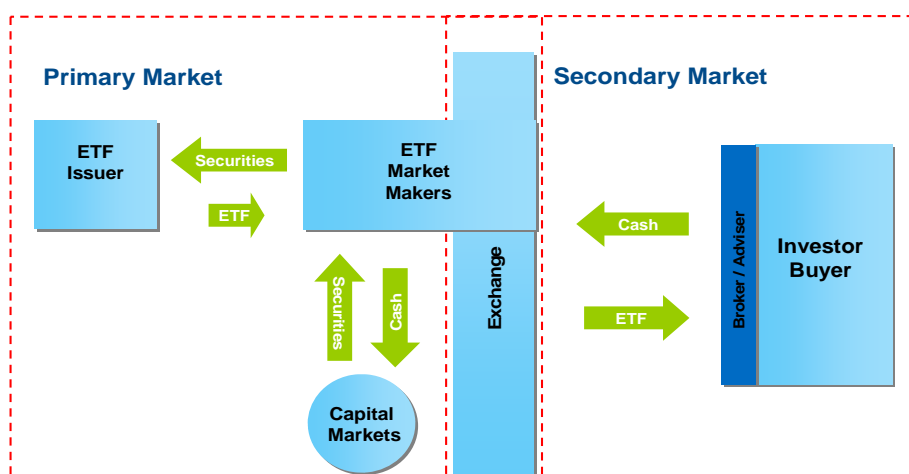 Primary Market
Secondary Market
ETF
Issuer
Securities
ETF
ETF
Market
Makers
Securities
Cash
Capital
Markets
Exchange
Cash
ETF
Broker / Adviser
Investor
Buyer